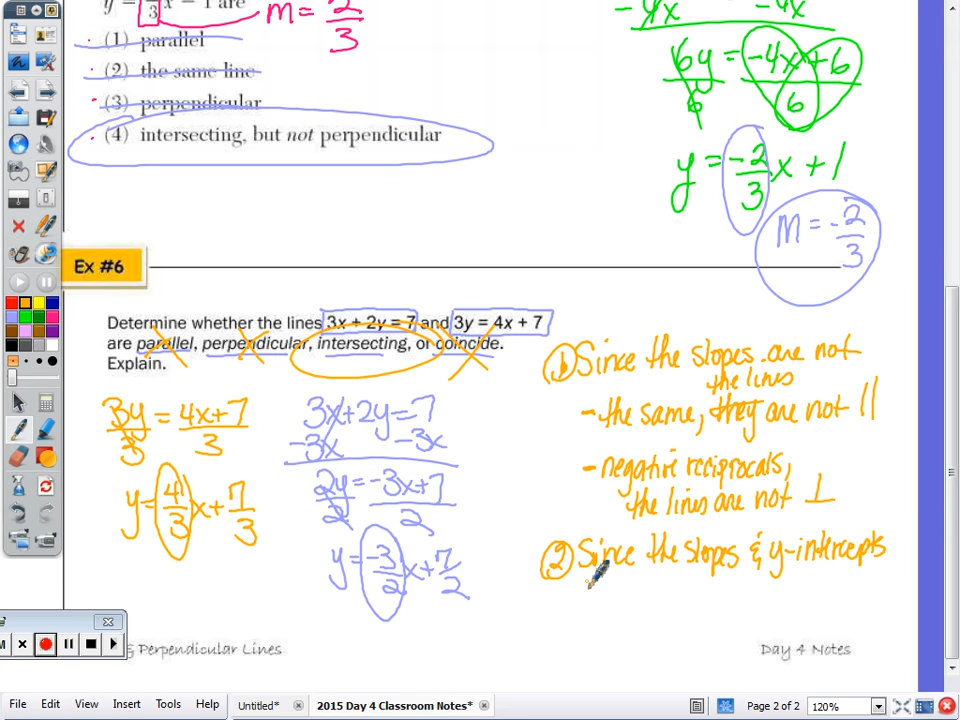 y = 2/3 x − 1 are
m = 2/3
(1) parallel
(2) the same line
(3) perpendicular
(4) intersecting, but not perpendicular
- 4x - 4x
6y = -4x + 6
6 6
y = -2/3 x + 1
m = -2/3
Ex #6
Determine whether the lines 3x + 2y = 7 and 3y = 4x + 7
are parallel, perpendicular, intersecting, or coincide.
Explain.
3y = 4x + 7
3 3
y = 4/3 x + 7/3
3x + 2y = 7
-3x -3x
2y = -3x + 7
2 2
y = -3/2 x + 7/2
① Since the slopes are not
the lines
- the same, they are not ||
- negative reciprocals,
the lines are not ⊥
② Since the slopes & y-intercepts
& Perpendicular Lines
Day 4 Notes
File Edit View Insert Tools Help
Untitled*
2015 Day 4 Classroom Notes*
Page 2 of 2
120%